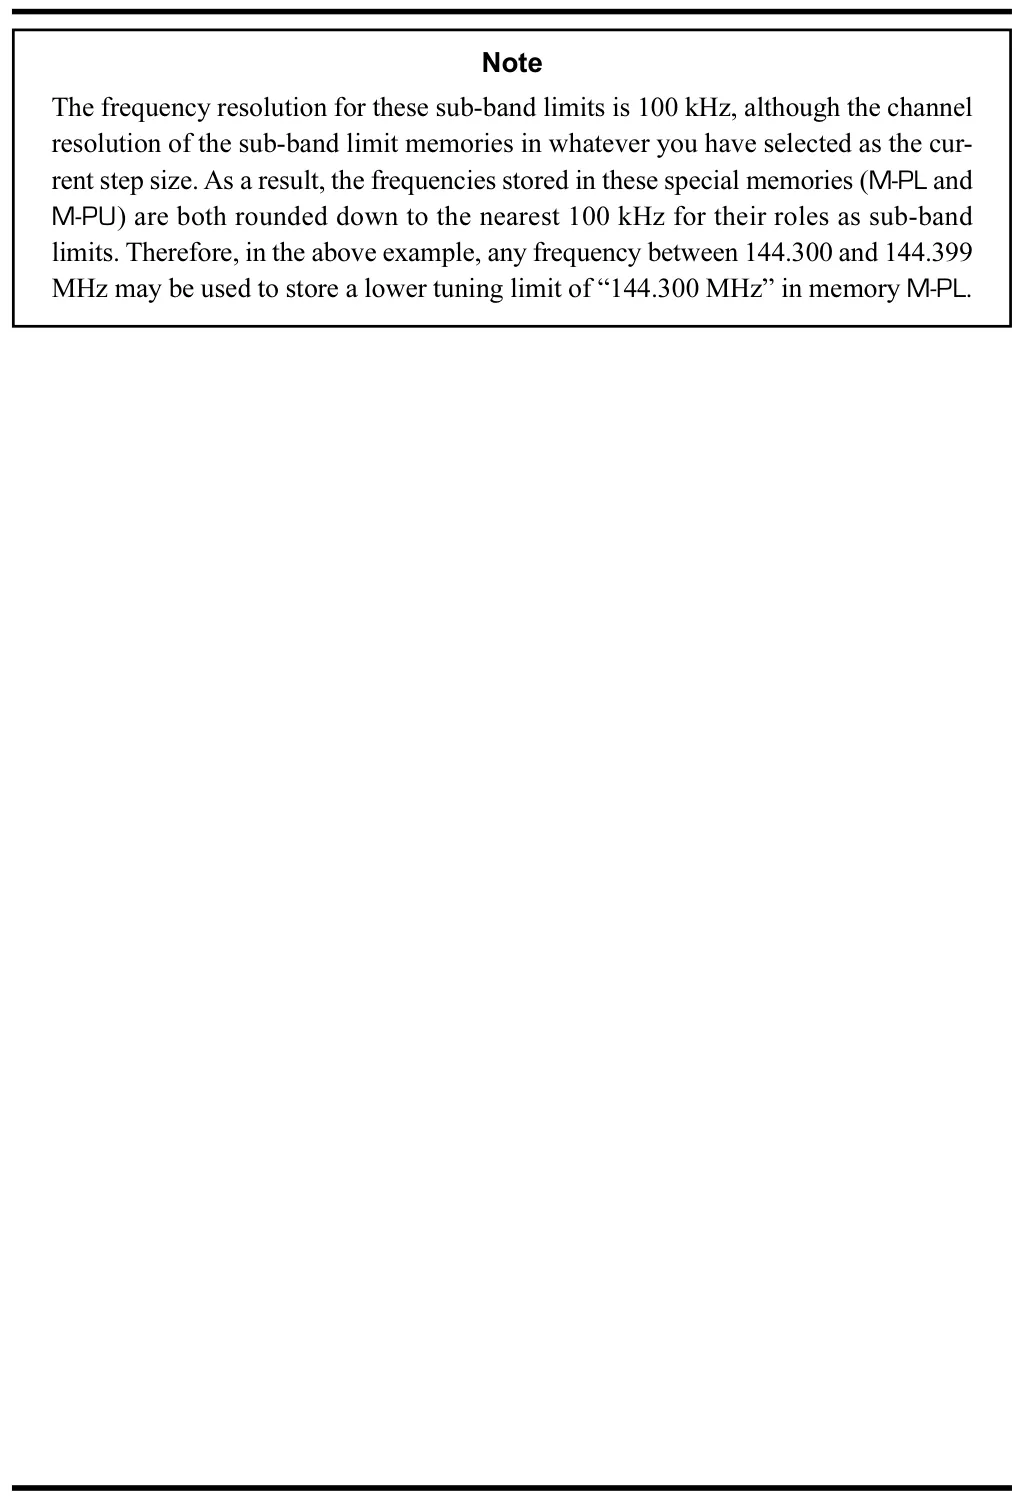 Note
The frequency resolution for these sub-band limits is 100 kHz, although the channel
resolution of the sub-band limit memories in whatever you have selected as the cur-
rent step size. As a result, the frequencies stored in these special memories (M-PL and
M-PU) are both rounded down to the nearest 100 kHz for their roles as sub-band
limits. Therefore, in the above example, any frequency between 144.300 and 144.399
MHz may be used to store a lower tuning limit of “144.300 MHz” in memory M-PL.